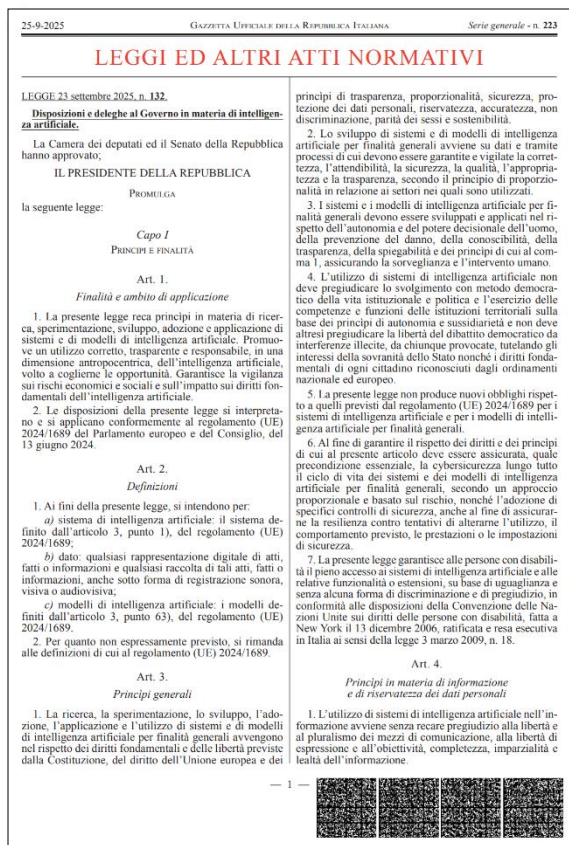 25-9-2025
GAZZETTA UFFICIALE DELLA REPUBBLICA ITALIANA
Serie generale - n. 223
LEGGI ED ALTRI ATTI NORMATIVI
LEGGE 23 settembre 2025, n. 132.
Disposizioni e deleghe al Governo in materia di intelligen-
za artificiale.
La Camera dei deputati ed il Senato della Repubblica
hanno approvato;
IL PRESIDENTE DELLA REPUBBLICA
PROMULGA
la seguente legge:
Capo I
PRINCIPI E FINALITÀ
Art. 1.
Finalità e ambito di applicazione
1. La presente legge reca princìpi in materia di ricer-
ca, sperimentazione, sviluppo, adozione e applicazione di
sistemi e di modelli di intelligenza artificiale. Promuo-
ve un utilizzo corretto, trasparente e responsabile, in una
dimensione antropocentrica, dell'intelligenza artificiale,
volto a coglierne le opportunità. Garantisce la vigilanza
sui rischi economici e sociali e sull'impatto sui diritti fon-
damentali dell'intelligenza artificiale.
2. Le disposizioni della presente legge si interpreta-
no e si applicano conformemente al regolamento (UE)
2024/1689 del Parlamento europeo e del Consiglio, del
13 giugno 2024.
Art. 2.
Definizioni
1. Ai fini della presente legge, si intendono per:
a) sistema di intelligenza artificiale: il sistema de-
finito dall'articolo 3, punto 1), del regolamento (UE)
2024/1689;
b) dato: qualsiasi rappresentazione digitale di atti,
fatti o informazioni e qualsiasi raccolta di tali atti, fatti o
informazioni, anche sotto forma di registrazione sonora,
visiva o audiovisiva;
c) modelli di intelligenza artificiale: i modelli de-
finiti dall'articolo 3, punto 63), del regolamento (UE)
2024/1689.
2. Per quanto non espressamente previsto, si rimanda
alle definizioni di cui al regolamento (UE) 2024/1689.
Art. 3.
Princìpi generali
1. La ricerca, la sperimentazione, lo sviluppo, l'ado-
zione, l'applicazione e l'utilizzo di sistemi e di modelli
di intelligenza artificiale per finalità generali avvengono
nel rispetto dei diritti fondamentali e delle libertà previste
dalla Costituzione, del diritto dell'Unione europea e dei
princìpi di trasparenza, proporzionalità, sicurezza, pro-
tezione dei dati personali, riservatezza, accuratezza, non
discriminazione, parità dei sessi e sostenibilità.
2. Lo sviluppo di sistemi e di modelli di intelligenza
artificiale per finalità generali avviene su dati e tramite
processi di cui devono essere garantite e vigilate la corret-
tezza, l'attendibilità, la sicurezza, la qualità, l'appropria-
tezza e la trasparenza, secondo il principio di proporzio-
nalità in relazione ai settori nei quali sono utilizzati.
3. I sistemi e i modelli di intelligenza artificiale per fi-
nalità generali devono essere sviluppati e applicati nel ri-
spetto dell'autonomia e del potere decisionale dell'uomo,
della prevenzione del danno, della conoscibilità, della
trasparenza, della spiegabilità e dei princìpi di cui al com-
ma 1, assicurando la sorveglianza e l'intervento umano.
4. L'utilizzo di sistemi di intelligenza artificiale non
deve pregiudicare lo svolgimento con metodo democra-
tico della vita istituzionale e politica e l'esercizio delle
competenze e funzioni delle istituzioni territoriali sulla
base dei princìpi di autonomia e sussidiarietà e non deve
altresì pregiudicare la libertà del dibattito democratico da
interferenze illecite, da chiunque provocate, tutelando gli
interessi della sovranità dello Stato nonché i diritti fonda-
mentali di ogni cittadino riconosciuti dagli ordinamenti
nazionale ed europeo.
5. La presente legge non produce nuovi obblighi rispet-
to a quelli previsti dal regolamento (UE) 2024/1689 per i
sistemi di intelligenza artificiale e per i modelli di intelli-
genza artificiale per finalità generali.
6. Al fine di garantire il rispetto dei diritti e dei princìpi
di cui al presente articolo deve essere assicurata, quale
precondizione essenziale, la cybersicurezza lungo tutto
il ciclo di vita dei sistemi e dei modelli di intelligenza
artificiale per finalità generali, secondo un approccio
proporzionale e basato sul rischio, nonché l'adozione di
specifici controlli di sicurezza, anche al fine di assicurar-
ne la resilienza contro tentativi di alterarne l'utilizzo, il
comportamento previsto, le prestazioni o le impostazioni
di sicurezza.
7. La presente legge garantisce alle persone con disabili-
tà il pieno accesso ai sistemi di intelligenza artificiale e alle
relative funzionalità o estensioni, su base di uguaglianza e
senza alcuna forma di discriminazione e di pregiudizio, in
conformità alle disposizioni della Convenzione delle Na-
zioni Unite sui diritti delle persone con disabilità, fatta a
New York il 13 dicembre 2006, ratificata e resa esecutiva
in Italia ai sensi della legge 3 marzo 2009, n. 18.
Art. 4.
Princìpi in materia di informazione
e di riservatezza dei dati personali
1. L'utilizzo di sistemi di intelligenza artificiale nell'in-
formazione avviene senza recare pregiudizio alla libertà e
al pluralismo dei mezzi di comunicazione, alla libertà di
espressione e all'obiettività, completezza, imparzialità e
lealtà dell'informazione.
— 1 —